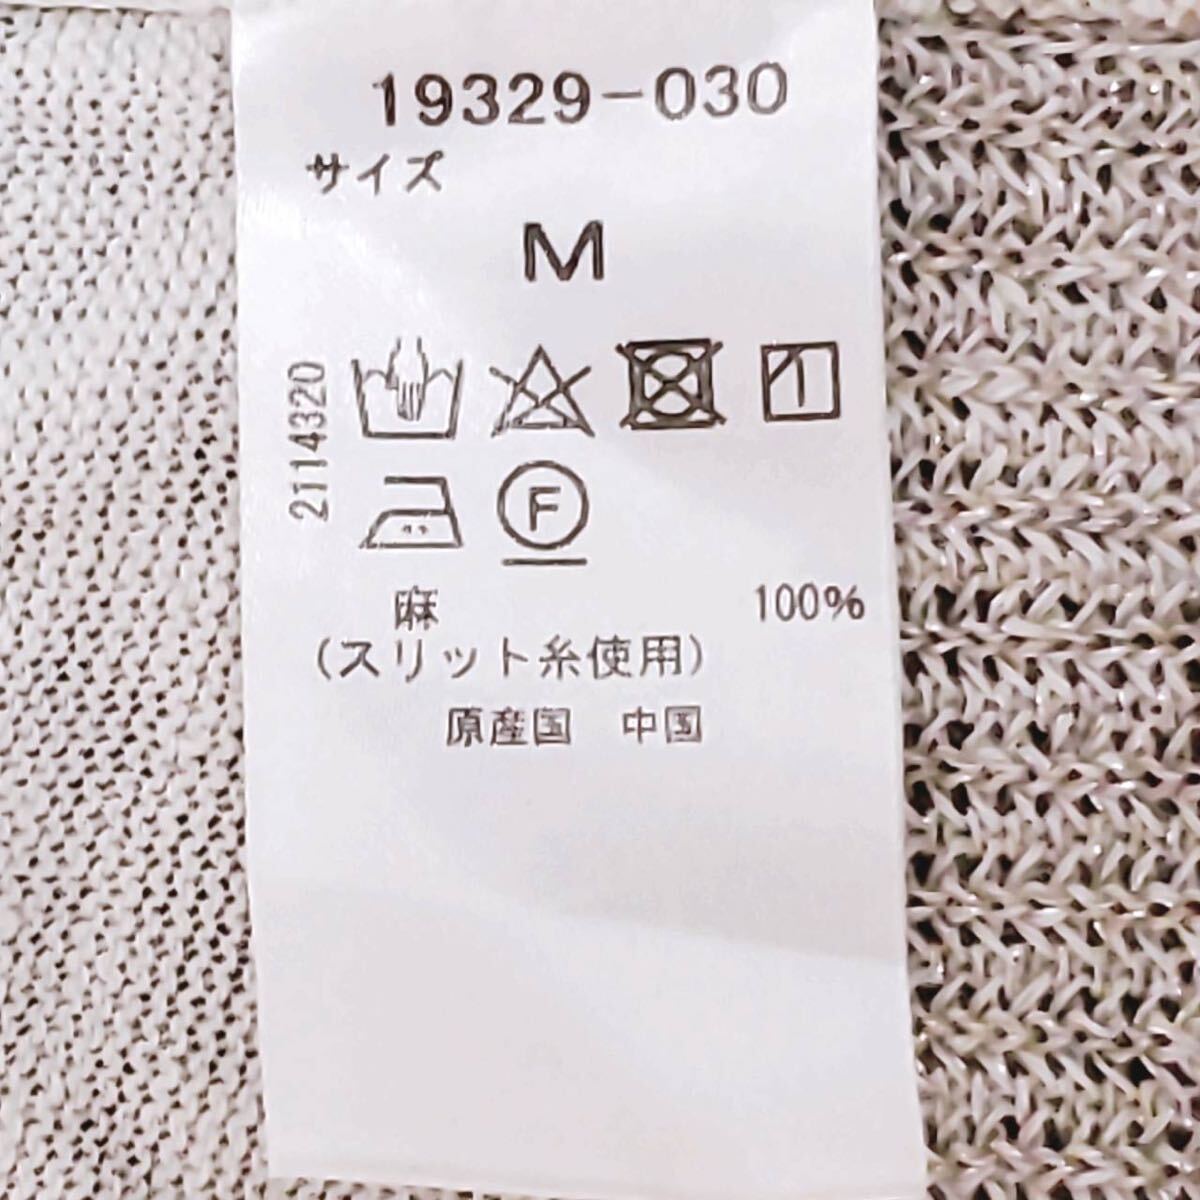 19329-030
サイズ
M
2114320
F
麻 100%
(スリット糸使用)
原産国 中国